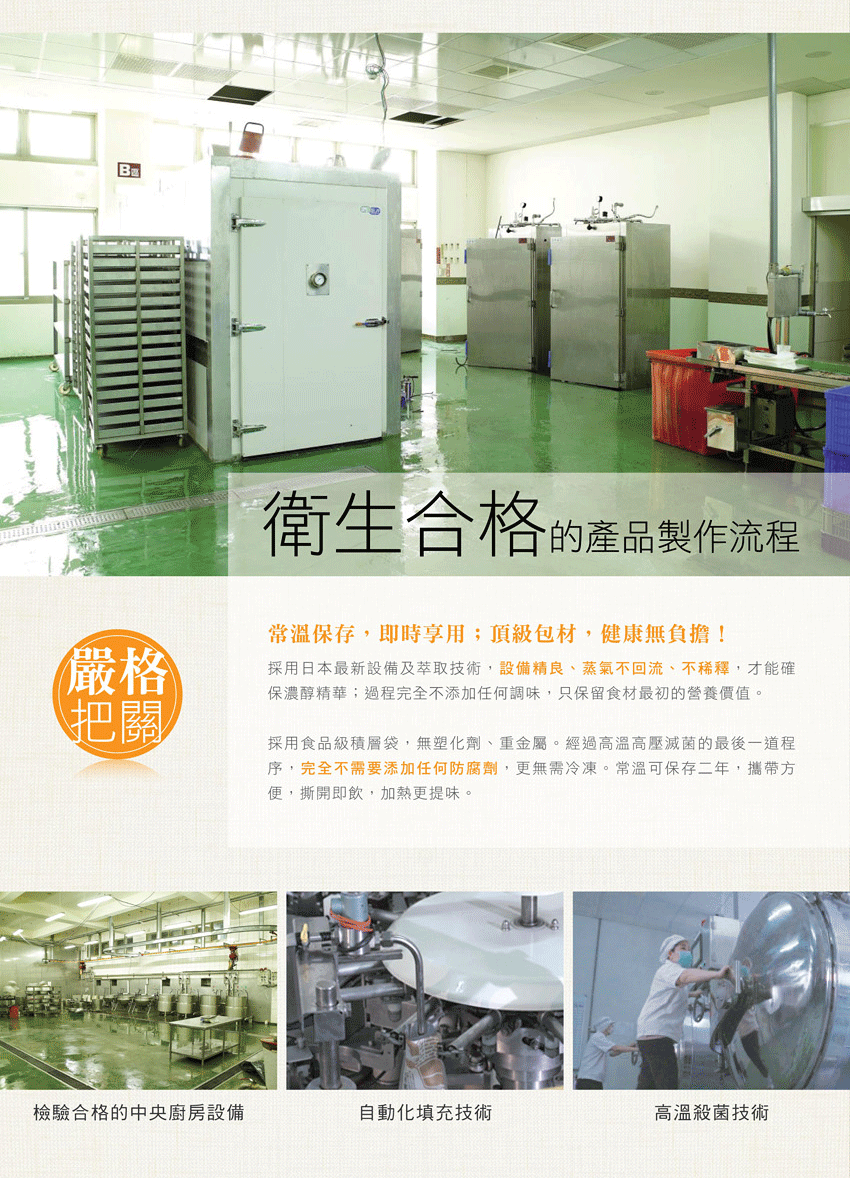 B區
衛生合格的產品製作流程
嚴格
把關
常溫保存，即時享用；頂級包材，健康無負擔！
採用日本最新設備及萃取技術，設備精良、蒸氣不回流、不稀釋，才能確
保濃醇精華；過程完全不添加任何調味，只保留食材最初的營養價值。
採用食品級積層袋，無塑化劑、重金屬。經過高溫高壓滅菌的最後一道程
序，完全不需要添加任何防腐劑，更無需冷凍。常溫可保存二年，攜帶方
便，撕開即飲，加熱更提味。
檢驗合格的中央廚房設備
自動化填充技術
高溫殺菌技術